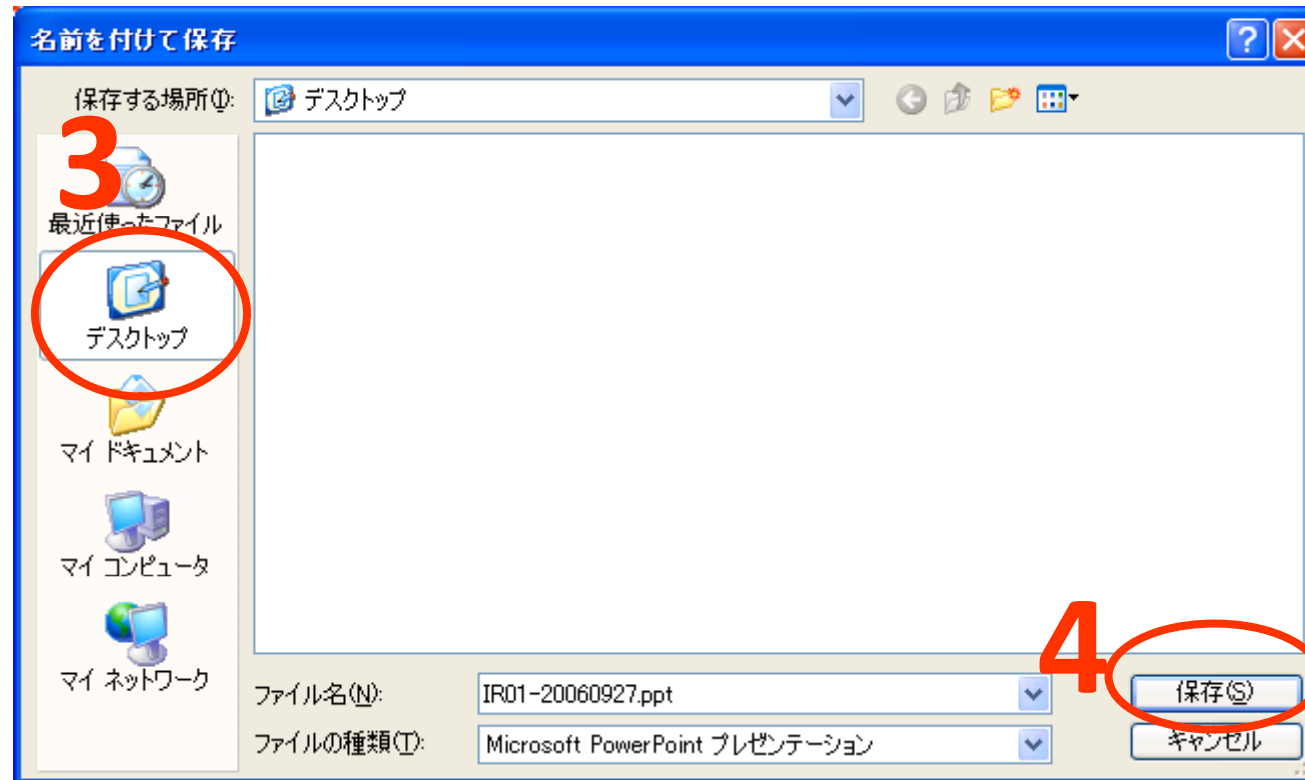 名前を付けて保存
保存する場所(I):
デスクトップ
3
最近使ったファイル
デスクトップ
マイ ドキュメント
マイ コンピュータ
マイ ネットワーク
4
ファイル名(N):
IR01-20060927.ppt
保存(S)
ファイルの種類(T):
Microsoft PowerPoint プレゼンテーション
キャンセル